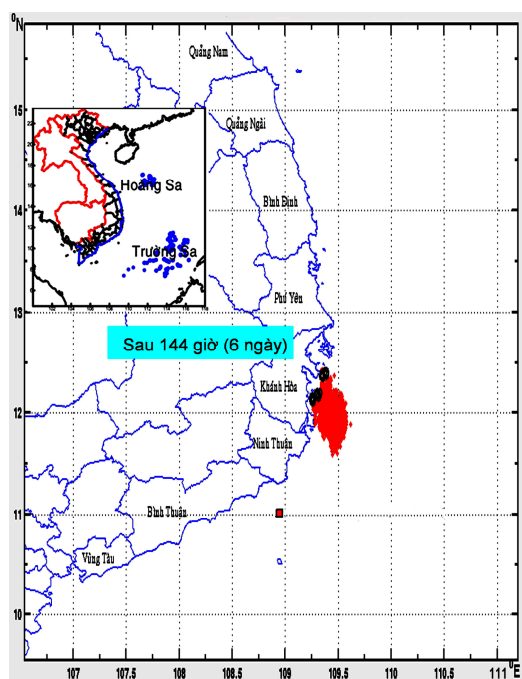 ⁰N
Quảng Nam
15
Quảng Ngãi
Hoàng Sa
14
Bình Định
Trường Sa
Phú Yên
13
Sau 144 giờ (6 ngày)
Khánh Hòa
12
Ninh Thuận
Bình Thuận
11
Vũng Tàu
10
107 107.5 108 108.5 109 109.5 110 110.5 111 ⁰E